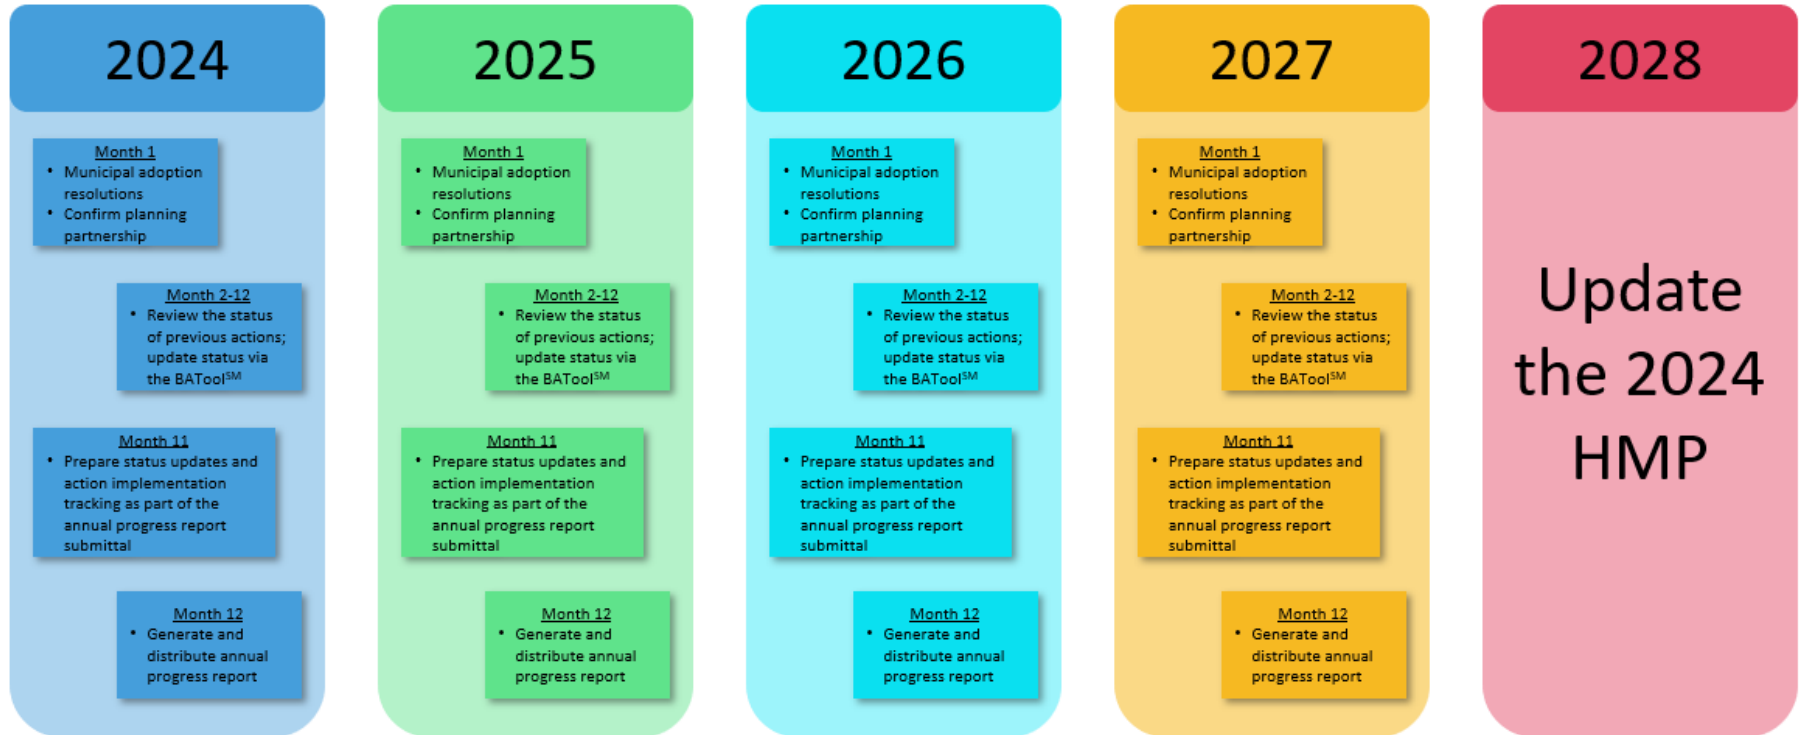 2024
Month 1
• Municipal adoption
resolutions
• Confirm planning
partnership
Month 2-12
• Review the status
of previous actions;
update status via
the BAToolSM
Month 11
• Prepare status updates and
action implementation
tracking as part of the
annual progress report
submittal
Month 12
• Generate and
distribute annual
progress report
2025
Month 1
• Municipal adoption
resolutions
• Confirm planning
partnership
Month 2-12
• Review the status
of previous actions;
update status via
the BAToolSM
Month 11
• Prepare status updates and
action implementation
tracking as part of the
annual progress report
submittal
Month 12
• Generate and
distribute annual
progress report
2026
Month 1
• Municipal adoption
resolutions
• Confirm planning
partnership
Month 2-12
• Review the status
of previous actions;
update status via
the BAToolSM
Month 11
• Prepare status updates and
action implementation
tracking as part of the
annual progress report
submittal
Month 12
• Generate and
distribute annual
progress report
2027
Month 1
• Municipal adoption
resolutions
• Confirm planning
partnership
Month 2-12
• Review the status
of previous actions;
update status via
the BAToolSM
Month 11
• Prepare status updates and
action implementation
tracking as part of the
annual progress report
submittal
Month 12
• Generate and
distribute annual
progress report
2028
Update
the 2024
HMP